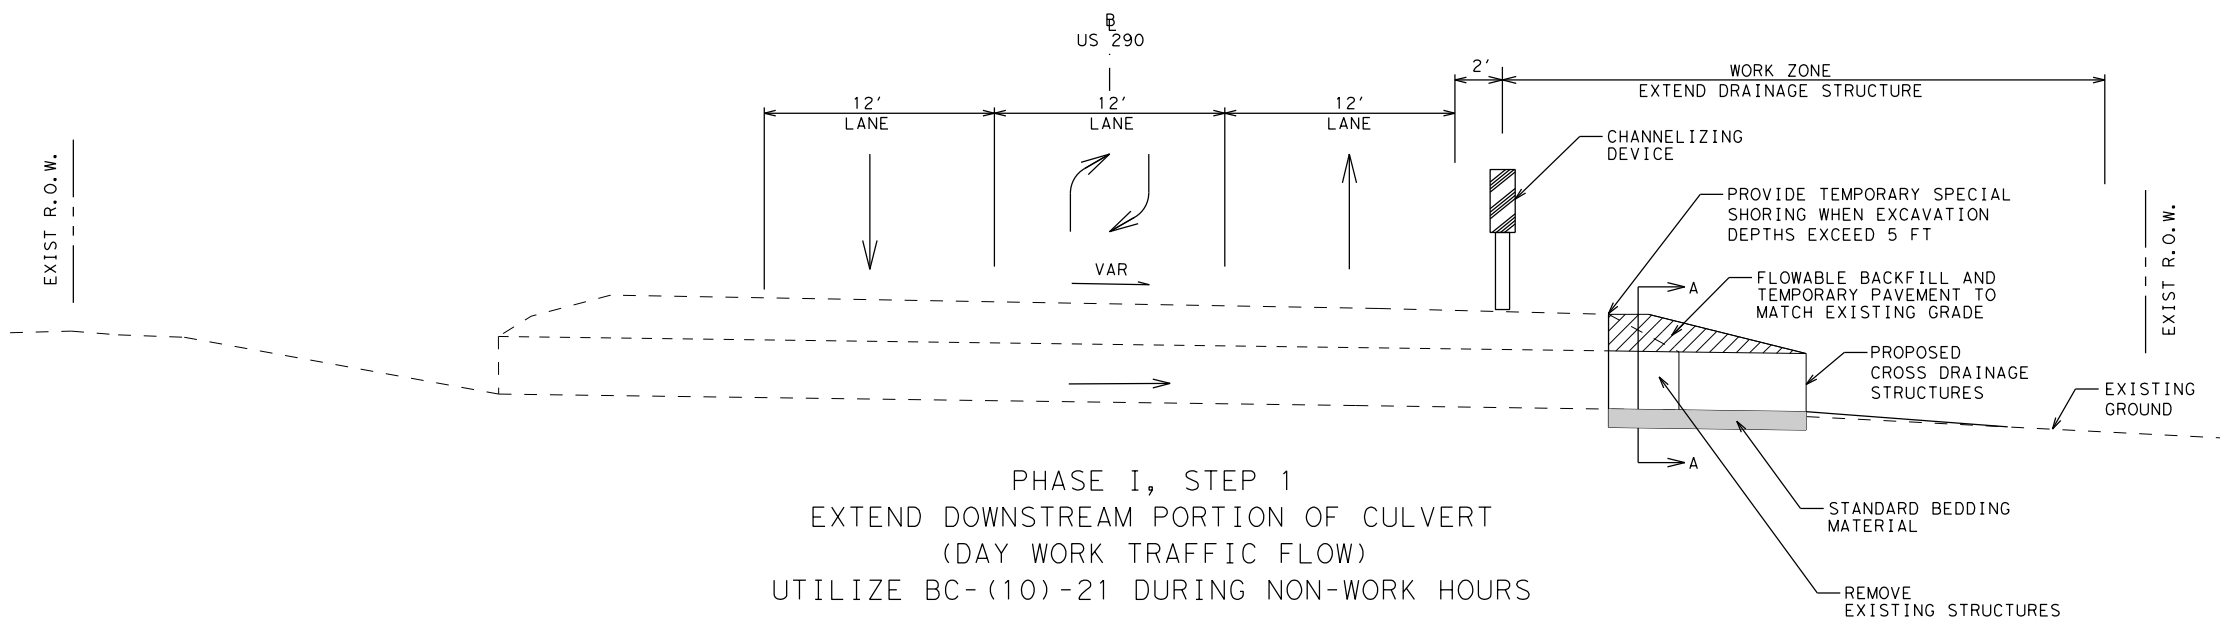 BL
US 290
12'
LANE
12'
LANE
12'
LANE
2'
WORK ZONE
EXTEND DRAINAGE STRUCTURE
CHANNELIZING
DEVICE
EXIST R.O.W.
PROVIDE TEMPORARY SPECIAL
SHORING WHEN EXCAVATION
DEPTHS EXCEED 5 FT
EXIST R.O.W.
VAR
A
FLOWABLE BACKFILL AND
TEMPORARY PAVEMENT TO
MATCH EXISTING GRADE
PROPOSED
CROSS DRAINAGE
STRUCTURES
EXISTING
GROUND
A
STANDARD BEDDING
MATERIAL
REMOVE
EXISTING STRUCTURES
PHASE I, STEP 1
EXTEND DOWNSTREAM PORTION OF CULVERT
(DAY WORK TRAFFIC FLOW)
UTILIZE BC-(10)-21 DURING NON-WORK HOURS